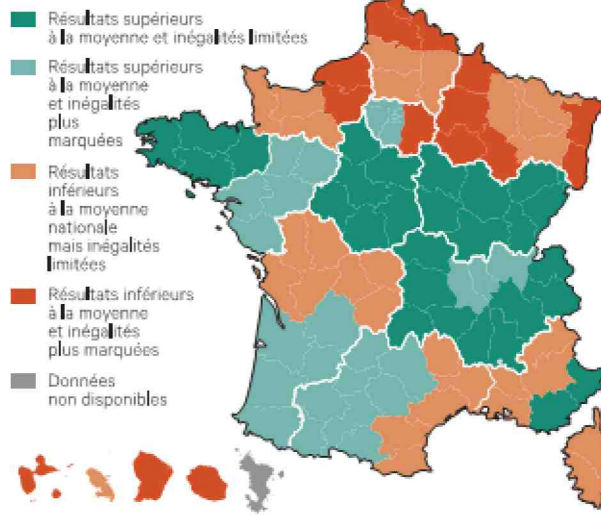 Résultats supérieurs
à la moyenne et inégalités limitées
Résultats supérieurs
à la moyenne
et inégalités
plus
marquées
Résultats
inférieurs
à la moyenne
nationale
mais inégalités
limitées
Résultats inférieurs
à la moyenne
et inégalités
plus marquées
Données
non disponibles